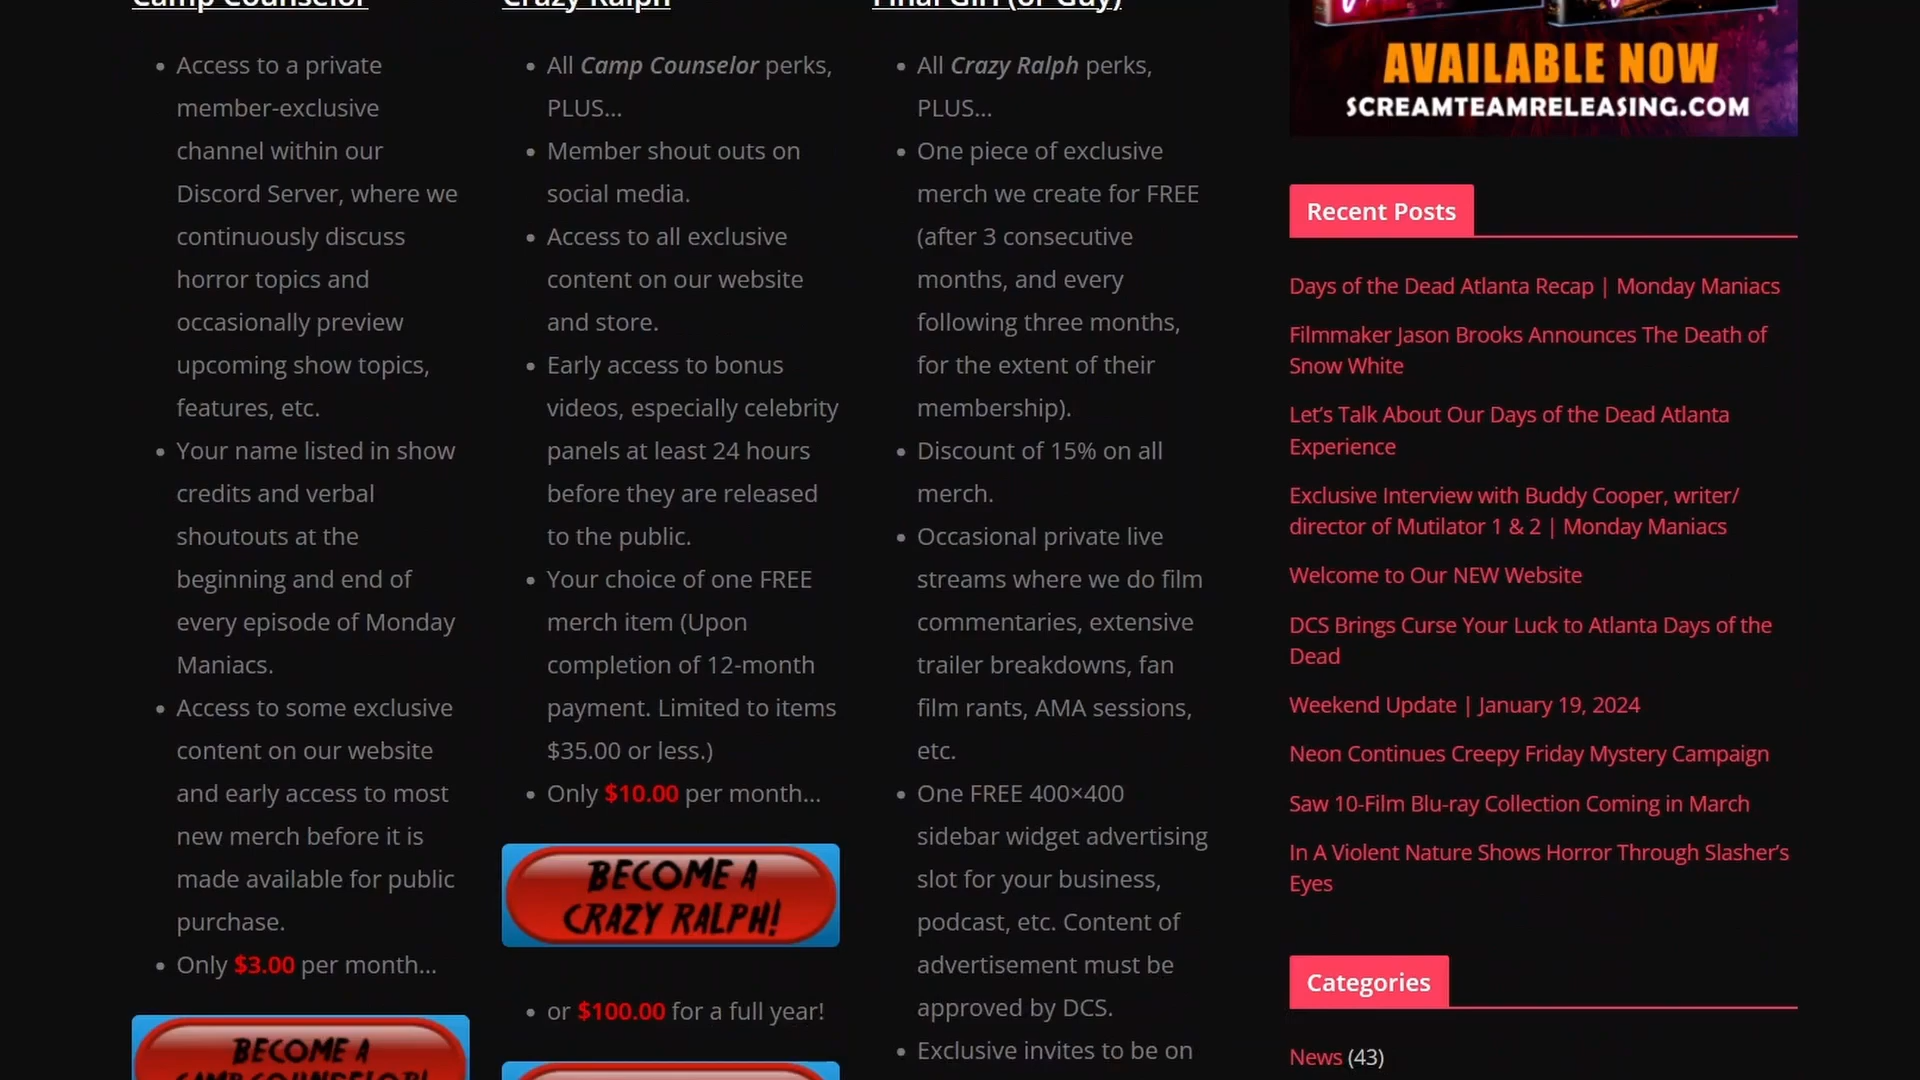 Camp Counselor
Access to a private
member-exclusive
channel within our
Discord Server, where we
continuously discuss
horror topics and
occasionally preview
upcoming show topics,
features, etc.
Your name listed in show
credits and verbal
shoutouts at the
beginning and end of
every episode of Monday
Maniacs.
Access to some exclusive
content on our website
and early access to most
new merch before it is
made available for public
purchase.
Only $3.00 per month...
BECOME A
CAMP COUNSELOR!
Crazy Ralph
All Camp Counselor perks,
PLUS...
Member shout outs on
social media.
Access to all exclusive
content on our website
and store.
Early access to bonus
videos, especially celebrity
panels at least 24 hours
before they are released
to the public.
Your choice of one FREE
merch item (Upon
completion of 12-month
payment. Limited to items
$35.00 or less.)
Only $10.00 per month...
BECOME A
CRAZY RALPH!
or $100.00 for a full year!
Final Girl (or Guy)
All Crazy Ralph perks,
PLUS...
One piece of exclusive
merch we create for FREE
(after 3 consecutive
months, and every
following three months,
for the extent of their
membership).
Discount of 15% on all
merch.
Occasional private live
streams where we do film
commentaries, extensive
trailer breakdowns, fan
film rants, AMA sessions,
etc.
One FREE 400×400
sidebar widget advertising
slot for your business,
podcast, etc. Content of
advertisement must be
approved by DCS.
Exclusive invites to be on
AVAILABLE NOW
SCREAMTEAMRELEASING.COM
Recent Posts
Days of the Dead Atlanta Recap | Monday Maniacs
Filmmaker Jason Brooks Announces The Death of
Snow White
Let’s Talk About Our Days of the Dead Atlanta
Experience
Exclusive Interview with Buddy Cooper, writer/
director of Mutilator 1 & 2 | Monday Maniacs
Welcome to Our NEW Website
DCS Brings Curse Your Luck to Atlanta Days of the
Dead
Weekend Update | January 19, 2024
Neon Continues Creepy Friday Mystery Campaign
Saw 10-Film Blu-ray Collection Coming in March
In A Violent Nature Shows Horror Through Slasher’s
Eyes
Categories
News (43)